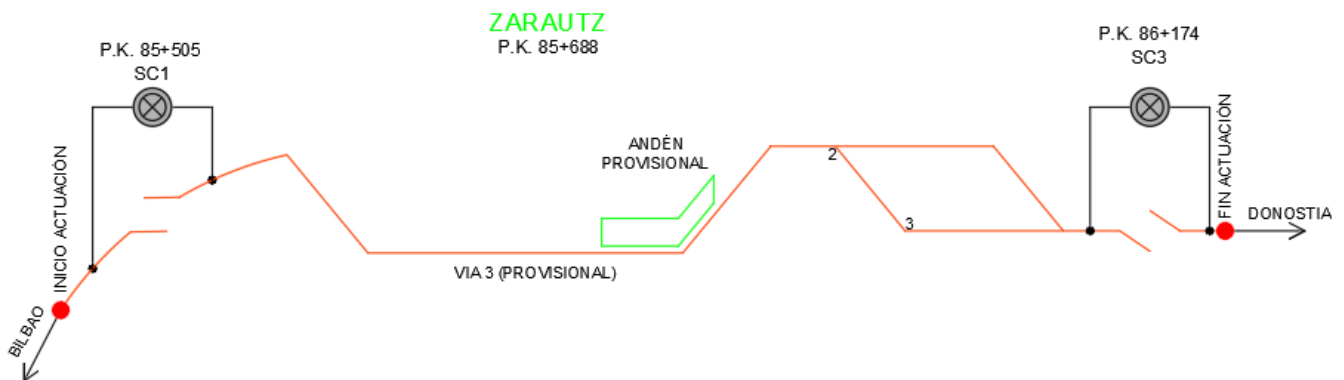 ZARAUTZ
P.K. 85+688
P.K. 85+505
SC1
P.K. 86+174
SC3
INICIO ACTUACIÓN
ANDÉN
PROVISIONAL
2
3
FIN ACTUACIÓN
DONOSTIA
VIA 3 (PROVISIONAL)
BILBAO